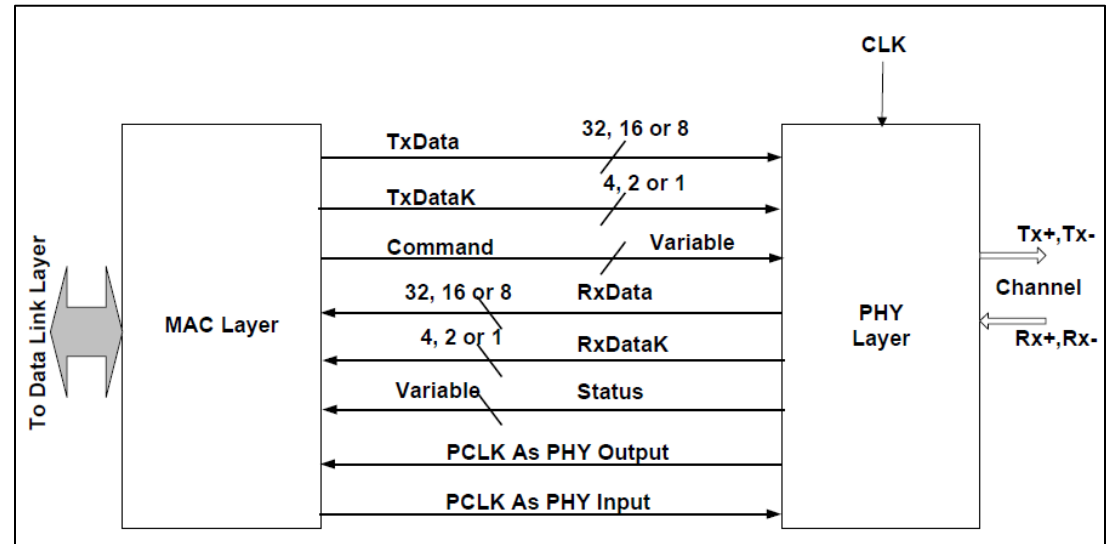 CLK
32, 16 or 8
TxData
4, 2 or 1
TxDataK
Command
Variable
Tx+,Tx-
32, 16 or 8
RxData
Channel
To Data Link Layer
MAC Layer
PHY
Layer
4, 2 or 1
RxDataK
Rx+,Rx-
Variable
Status
PCLK As PHY Output
PCLK As PHY Input